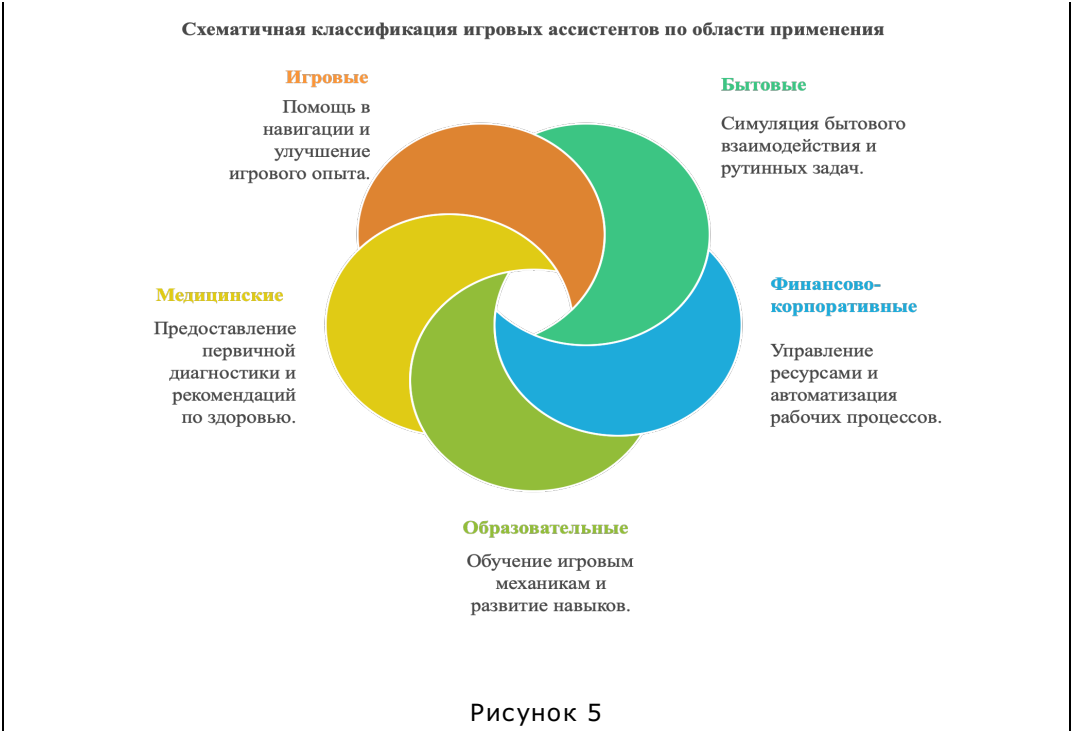 Схематичная классификация игровых ассистентов по области применения
Игровые
Помощь в
навигации и
улучшение
игрового опыта.
Бытовые
Симуляция бытового
взаимодействия и
рутинных задач.
Медицинские
Предоставление
первичной
диагностики и
рекомендаций
по здоровью.
Финансово-
корпоративные
Управление
ресурсами и
автоматизация
рабочих процессов.
Образовательные
Обучение игровым
механикам и
развитие навыков.
Рисунок 5